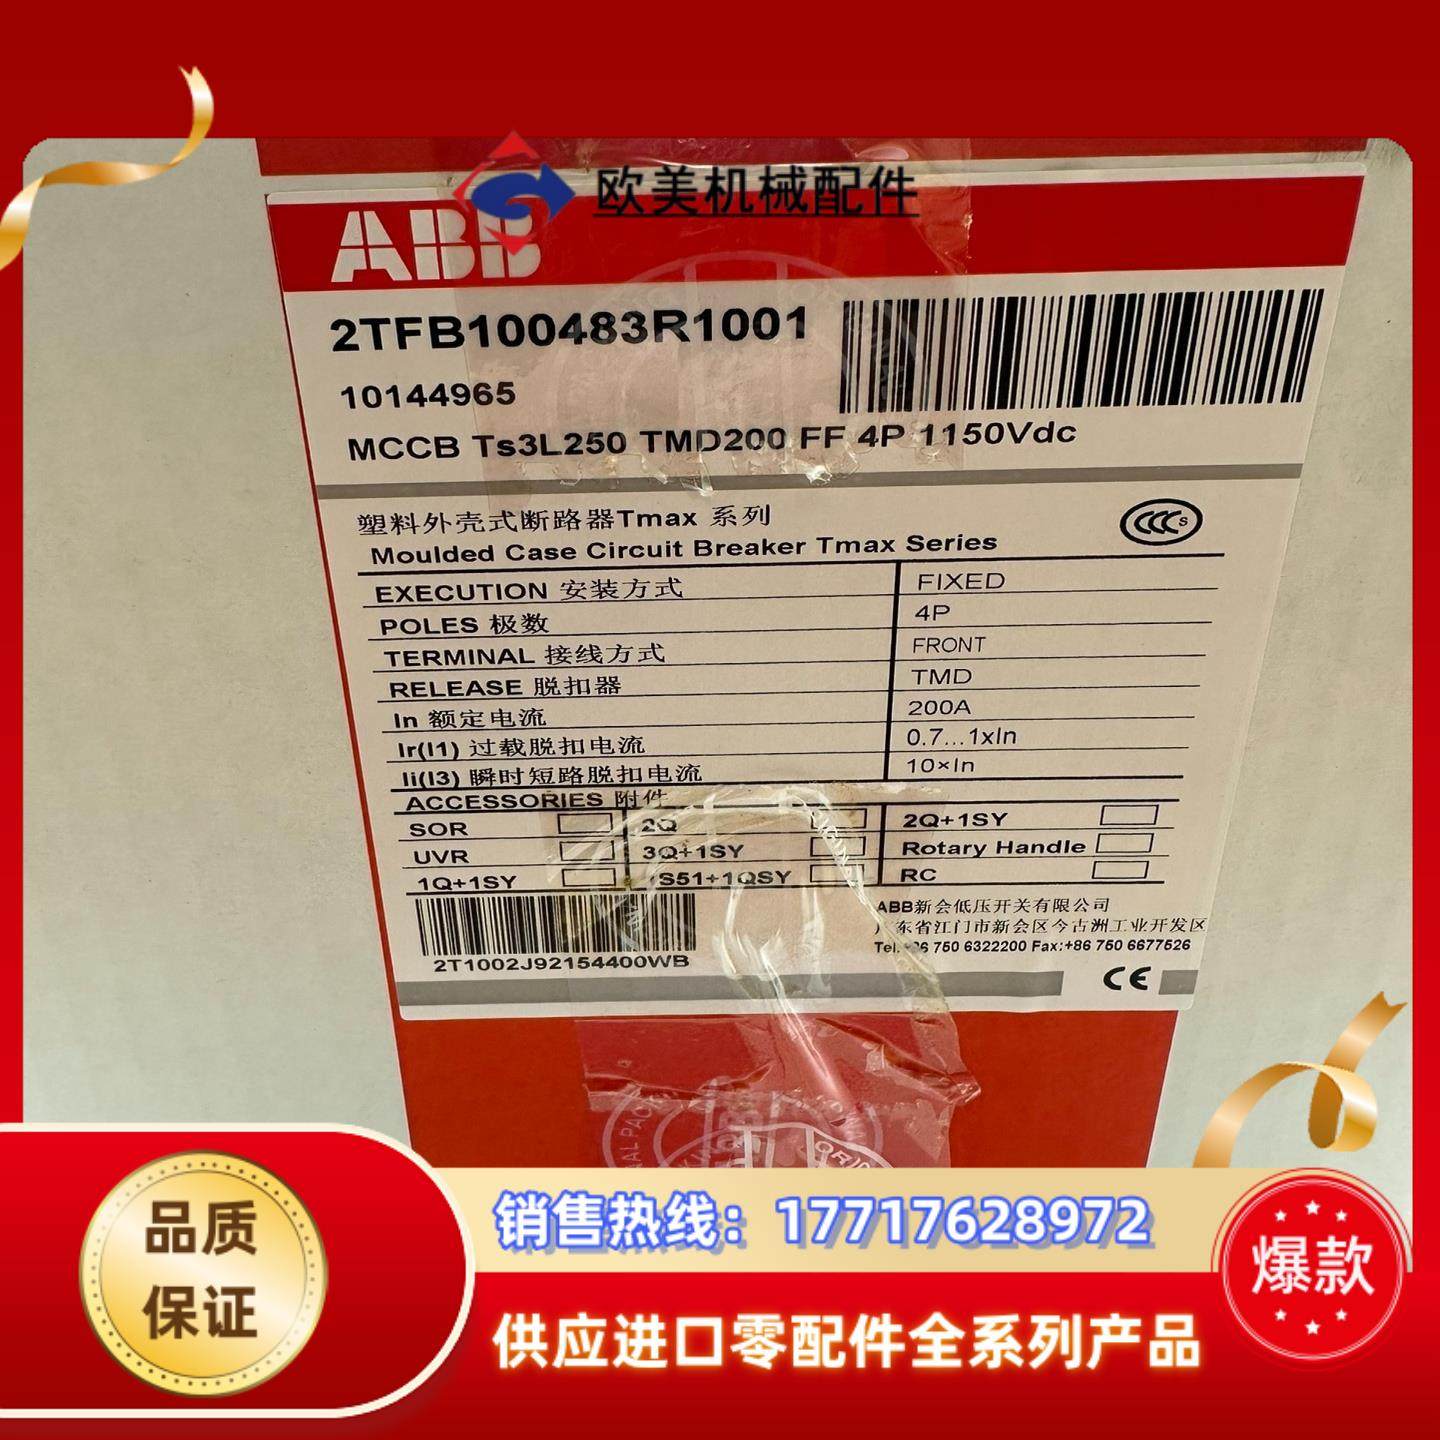 欧美机械配件
ABB
2TFB100483R1001
10144965
MCCB Ts3L250 TMD200 FF 4P 1150Vdc
塑料外壳式断路器Tmax 系列
Moulded Case Circuit Breaker Tmax Series
CCC S
EXECUTION 安装方式 FIXED
POLES 极数 4P
TERMINAL 接线方式 FRONT
RELEASE 脱扣器 TMD
In 额定电流 200A
Ir(I1) 过载脱扣电流 0.7...1xIn
Ii(I3) 瞬时短路脱扣电流 10×In
ACCESSORIES 附件
SOR 2Q 2Q+1SY
UVR 3Q+1SY Rotary Handle
1Q+1SY 1S51+1QSY RC
2T1002J92154400WB
ABB新会低压开关有限公司
广东省江门市新会区今古洲工业开发区
Tel:+86 750 6322200 Fax:+86 750 6677526
CE
品质
保证
销售热线：17717628972
供应进口零配件全系列产品
爆款